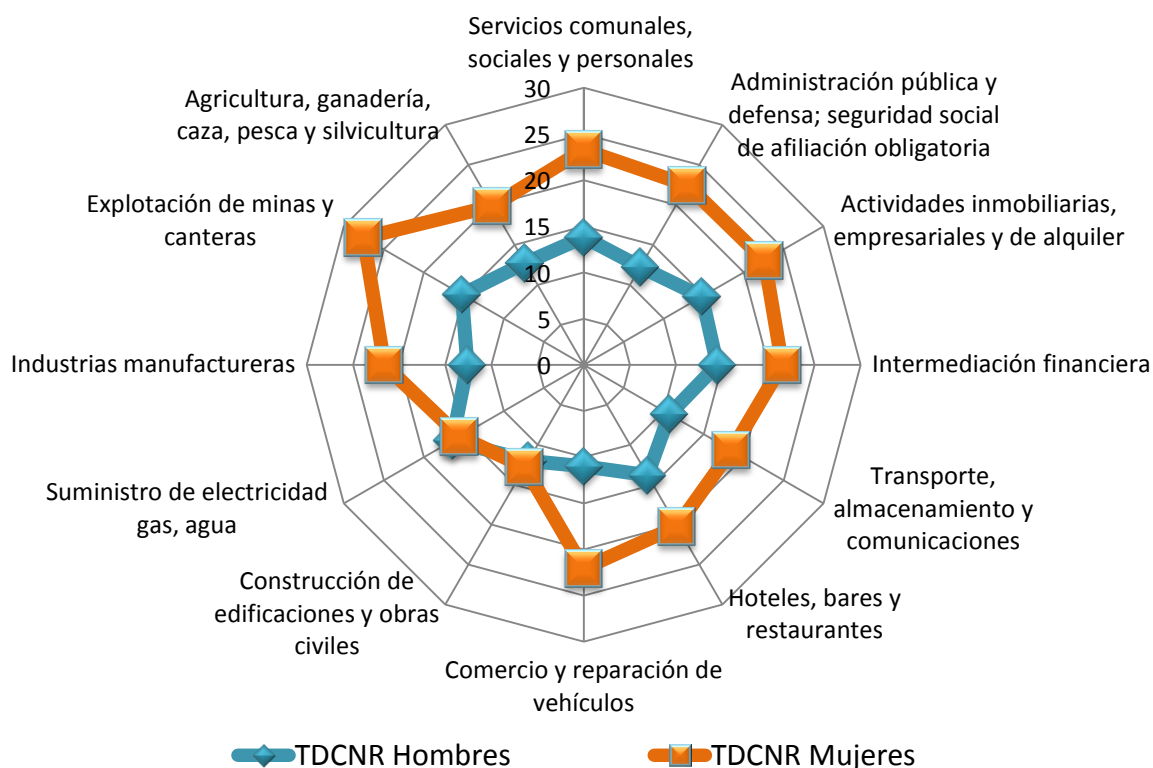 Servicios comunales,
sociales y personales
30
Administración pública y
defensa; seguridad social
de afiliación obligatoria
Agricultura, ganadería,
caza, pesca y silvicultura
25
20
Explotación de minas y
canteras
Actividades inmobiliarias,
empresariales y de alquiler
15
10
5
0
Industrias manufactureras
Intermediación financiera
Suministro de electricidad
gas, agua
Transporte,
almacenamiento y
comunicaciones
Construcción de
edificaciones y obras
civiles
Hoteles, bares y
restaurantes
Comercio y reparación de
vehículos
TDCNR Hombres
TDCNR Mujeres